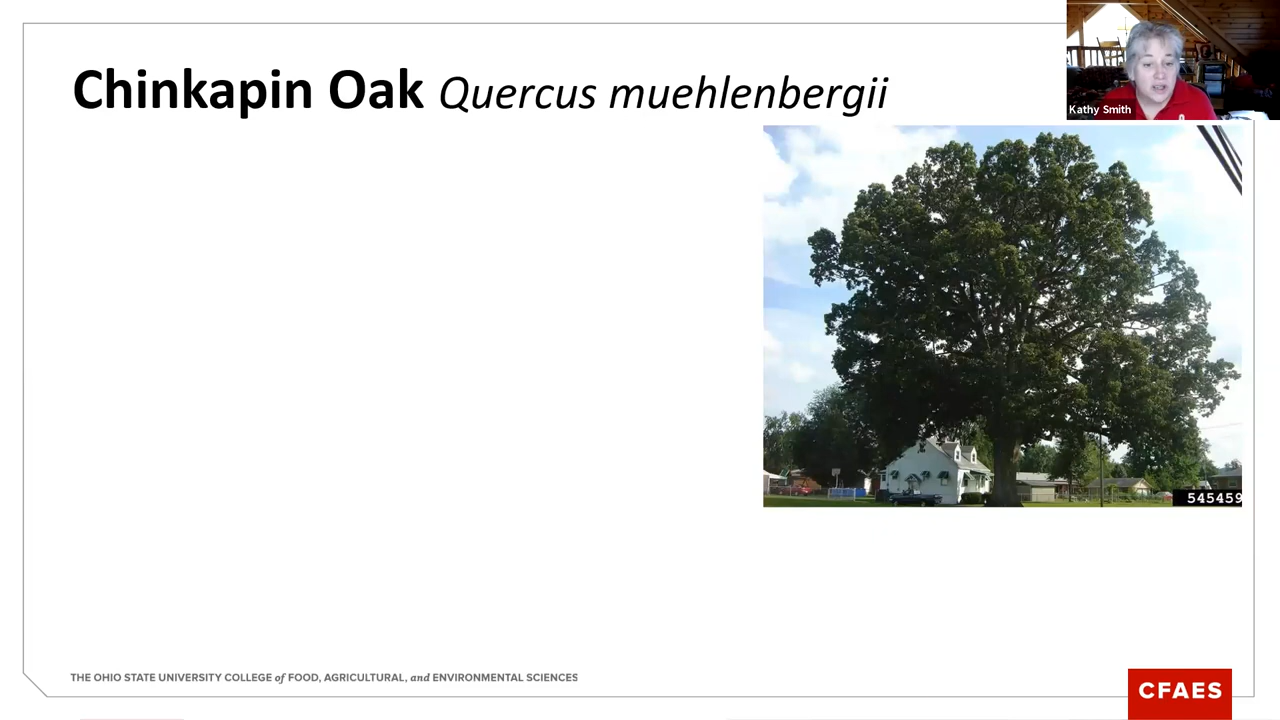 Chinkapin Oak Quercus muehlenbergii
Kathy Smith
545459
THE OHIO STATE UNIVERSITY COLLEGE of FOOD, AGRICULTURAL, and ENVIRONMENTAL SCIENCES
CFAES